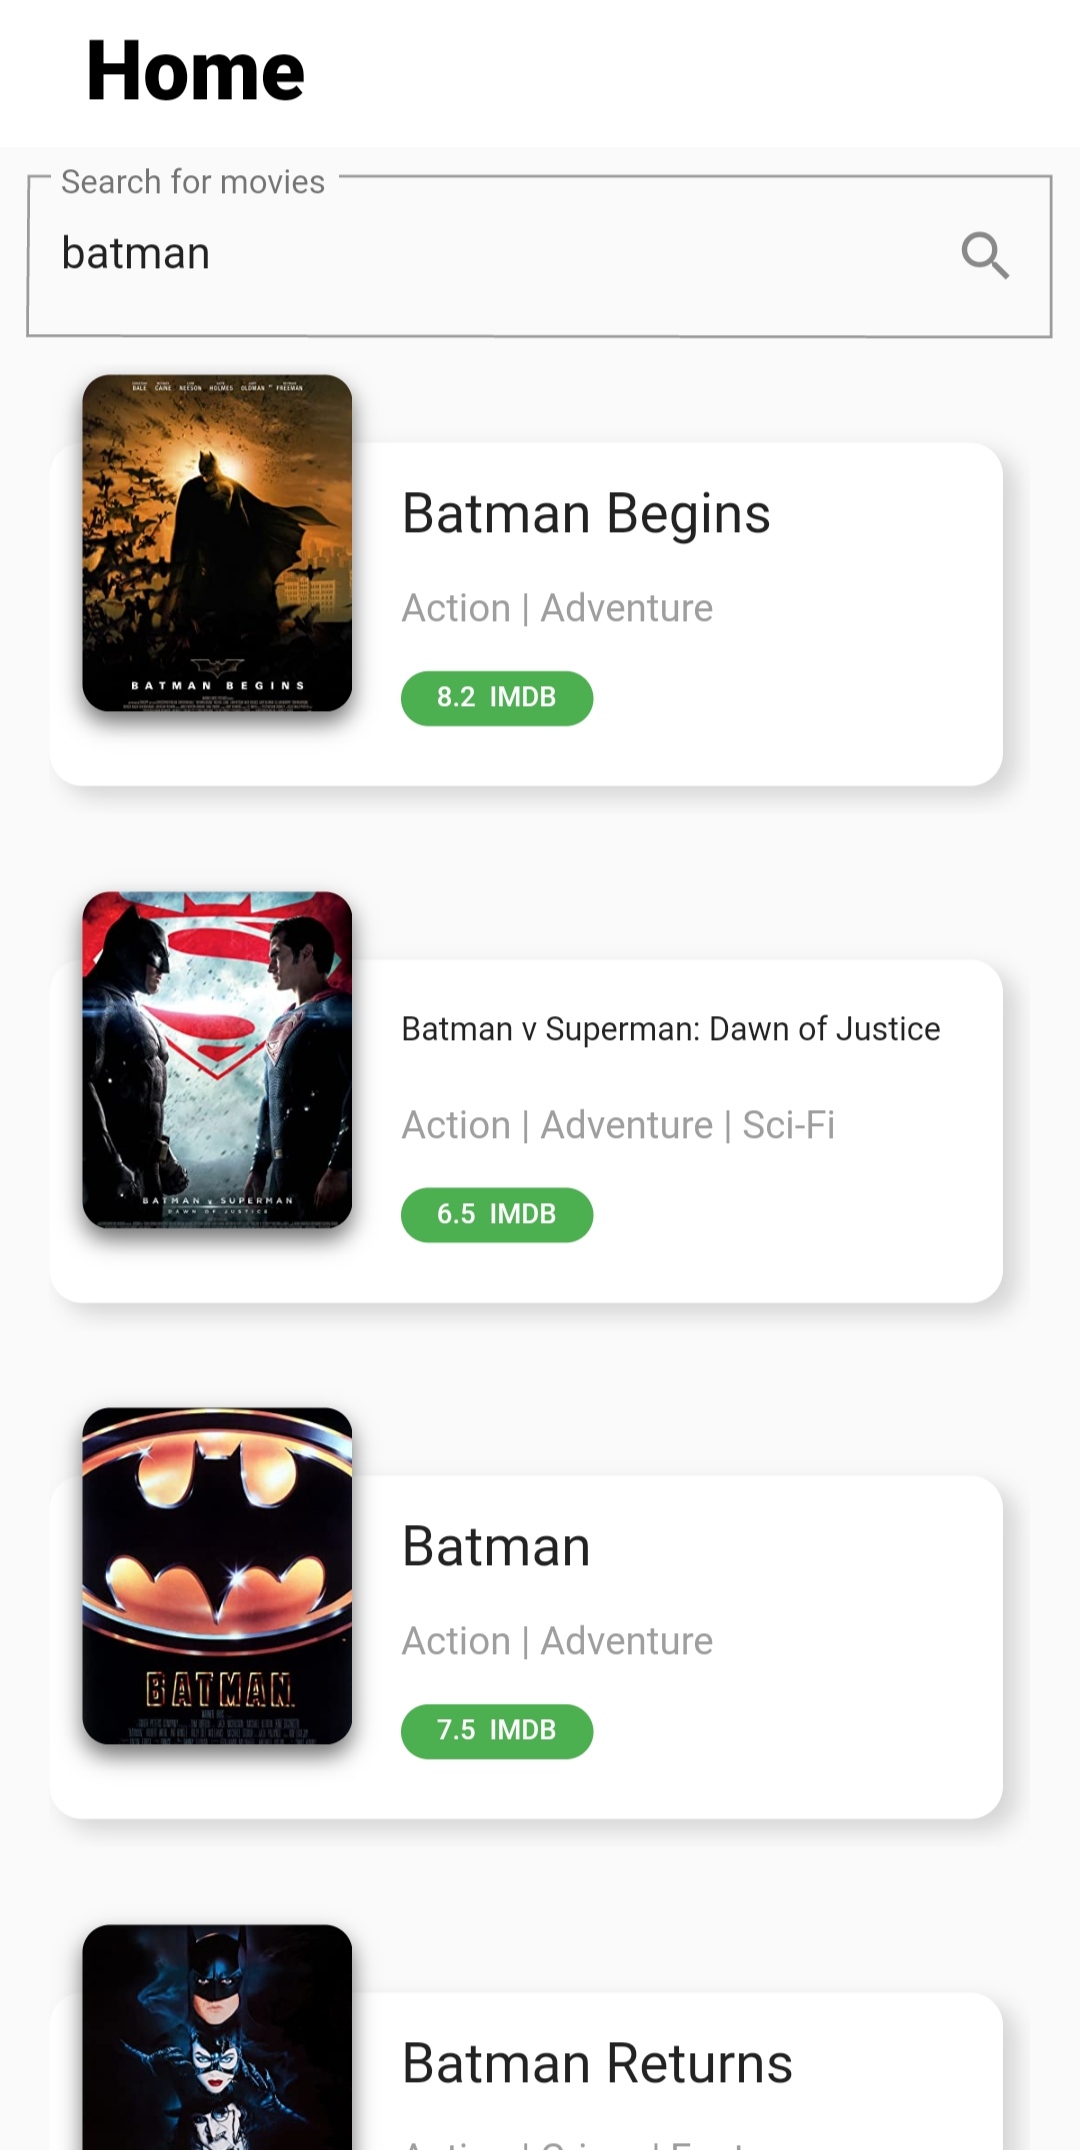 Home
Search for movies
batman
BALE CAINE NEESON HOLMES OLDMAN FREEMAN
BATMAN BEGINS
Batman Begins
Action | Adventure
8.2 IMDB
BATMAN v SUPERMAN
DAWN OF JUSTICE
Batman v Superman: Dawn of Justice
Action | Adventure | Sci-Fi
6.5 IMDB
BATMAN
Batman
Action | Adventure
7.5 IMDB
Batman Returns